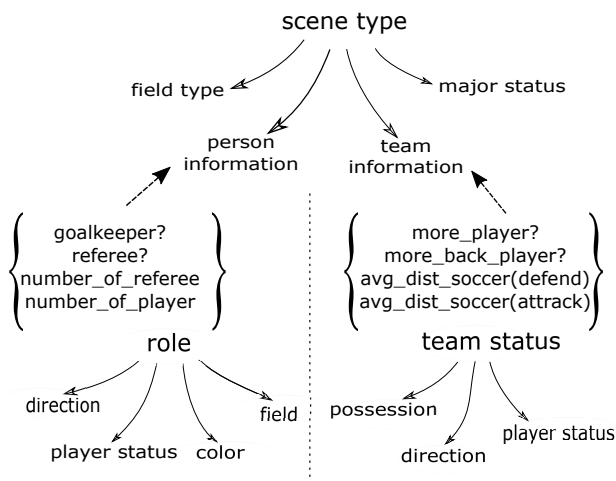 scene type
field type
major status
person
information
team
information
goalkeeper?
referee?
number_of_referee
number_of_player
more_player?
more_back_player?
avg_dist_soccer(defend)
avg_dist_soccer(attrack)
role
team status
direction
player status
color
field
possession
direction
player status